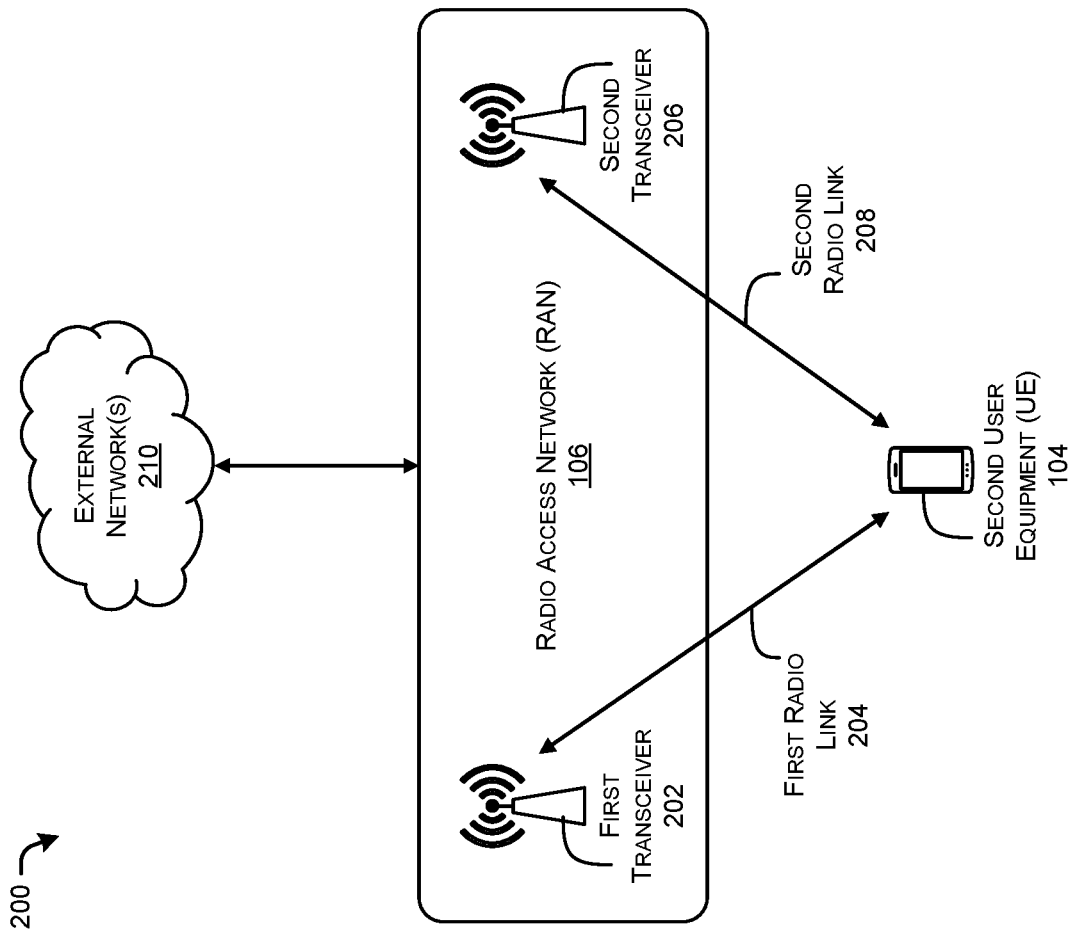 200
EXTERNAL
NETWORK(S)
210
RADIO ACCESS NETWORK (RAN)
106
FIRST
TRANSCEIVER
202
SECOND
TRANSCEIVER
206
FIRST RADIO
LINK
204
SECOND
RADIO LINK
208
SECOND USER
EQUIPMENT (UE)
104